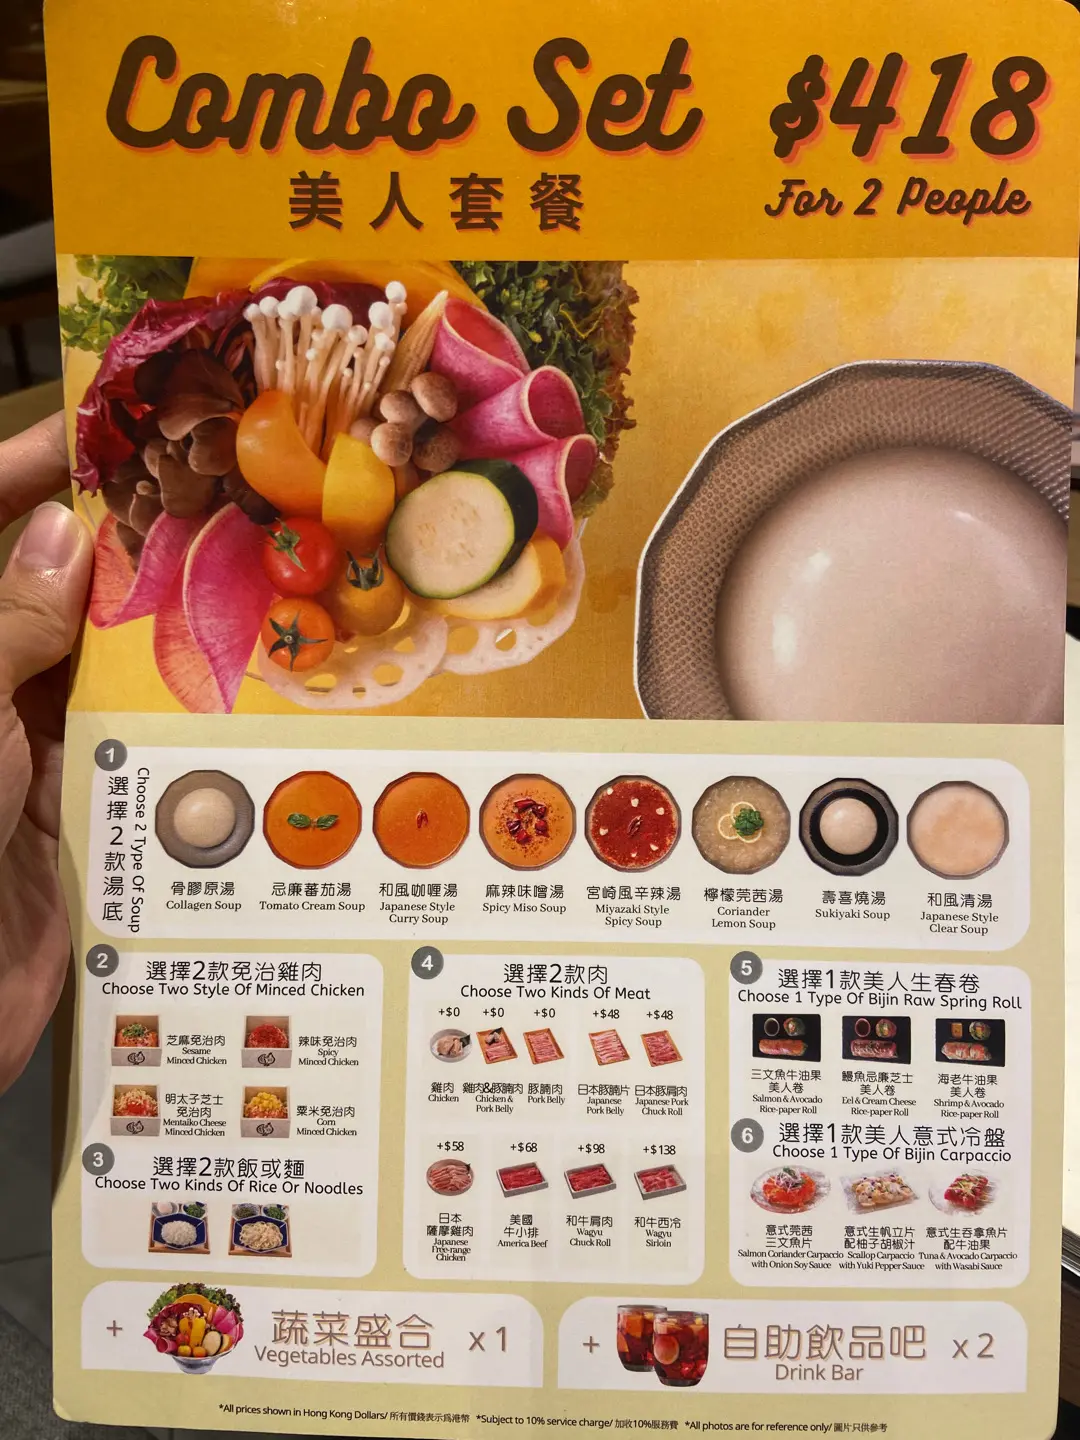 Combo Set $418
美人套餐
For 2 People
1
選擇2款湯底
Choose 2 Type Of Soup
骨膠原湯
Collagen Soup
忌廉蕃茄湯
Tomato Cream Soup
和風咖喱湯
Japanese Style
Curry Soup
麻辣味噌湯
Spicy Miso Soup
宮崎風辛辣湯
Miyazaki Style
Spicy Soup
檸檬莞茜湯
Coriander
Lemon Soup
壽喜燒湯
Sukiyaki Soup
和風清湯
Japanese Style
Clear Soup
2
選擇2款免治雞肉
Choose Two Style Of Minced Chicken
芝麻免治肉
Sesame
Minced Chicken
辣味免治肉
Spicy
Minced Chicken
明太子芝士
免治肉
Mentaiko Cheese
Minced Chicken
粟米免治肉
Corn
Minced Chicken
3
選擇2款飯或麵
Choose Two Kinds Of Rice Or Noodles
4
選擇2款肉
Choose Two Kinds Of Meat
+$0
雞肉
Chicken
+$0
雞肉&豚腩肉
Chicken &
Pork Belly
+$0
豚腩肉
Pork Belly
+$48
日本豚腩片
Japanese
Pork Belly
+$48
日本豚肩肉
Japanese Pork
Chuck Roll
+$58
日本
薩摩雞肉
Japanese
Free-range
Chicken
+$68
美國
牛小排
America Beef
+$98
和牛肩肉
Wagyu
Chuck Roll
+$138
和牛西冷
Wagyu
Sirloin
5
選擇1款美人生春卷
Choose 1 Type Of Bijin Raw Spring Roll
三文魚牛油果
美人卷
Salmon & Avocado
Rice-paper Roll
鰻魚忌廉芝士
美人卷
Eel & Cream Cheese
Rice-paper Roll
海老牛油果
美人卷
Shrimp & Avocado
Rice-paper Roll
6
選擇1款美人意式冷盤
Choose 1 Type Of Bijin Carpaccio
意式莞茜
三文魚片
Salmon Coriander Carpaccio
with Onion Soy Sauce
意式生帆立片
配柚子胡椒汁
Scallop Carpaccio
with Yuki Pepper Sauce
意式生吞拿魚片
配牛油果
Tuna & Avocado Carpaccio
with Wasabi Sauce
+ 蔬菜盛合 x 1
Vegetables Assorted
+ 自助飲品吧 x 2
Drink Bar
*All prices shown in Hong Kong Dollars/ 所有價錢表示爲港幣 *Subject to 10% service charge/ 加收10%服務費 *All photos are for reference only/ 圖片只供參考